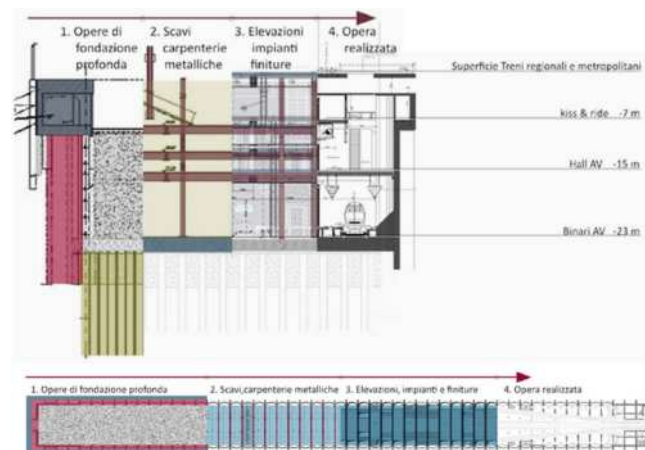 1. Opere di
fondazione
profonda
2. Scavi
carpenterie
metalliche
3. Elevazioni
impianti
finiture
4. Opera
realizzata
Superficie Treni regionali e metropolitani
kiss & ride -7 m
Hall AV -15 m
Binari AV -23 m
1. Opere di fondazione profonda
2. Scavi,carpenterie metalliche
3. Elevazioni, impianti e finiture
4. Opera realizzata